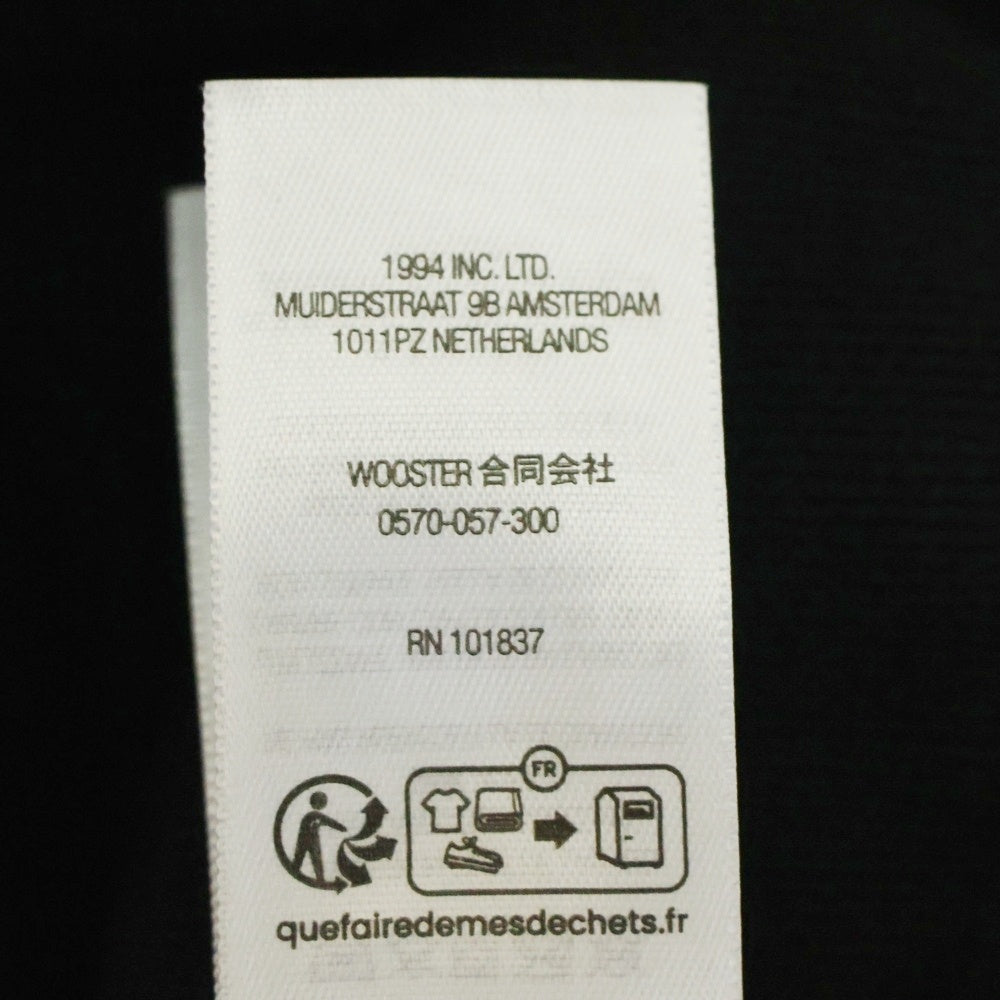 1994 INC. LTD.
MUIDERSTRAAT 9B AMSTERDAM
1011PZ NETHERLANDS
WOOSTER 合同会社
0570-057-300
RN 101837
FR
quefairedemesdechets.fr